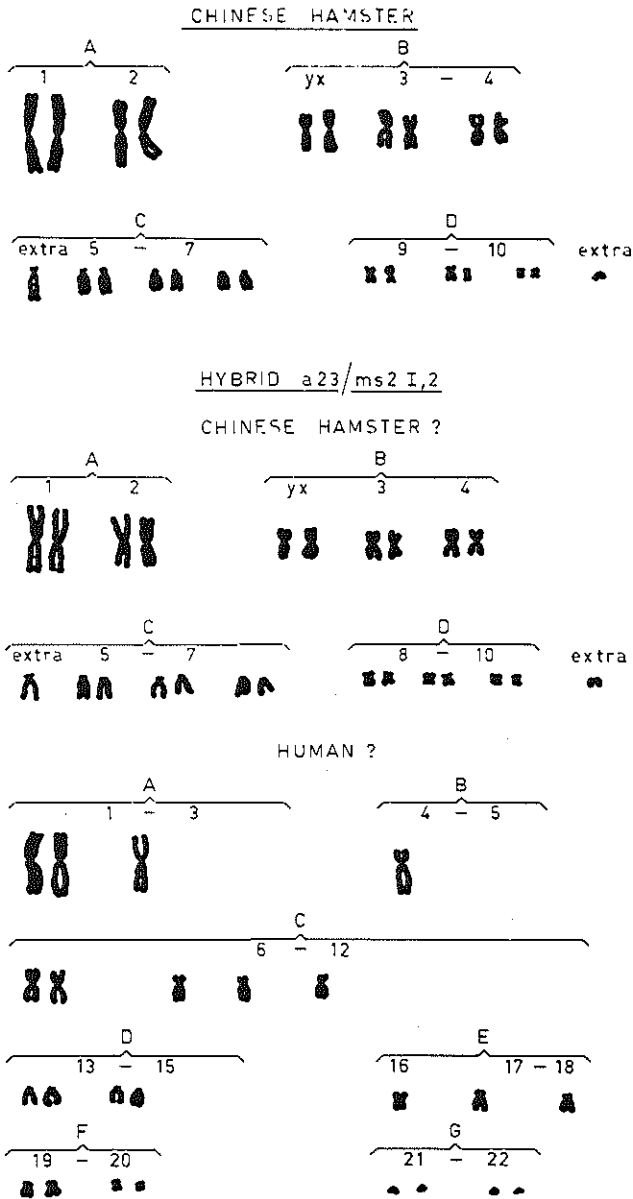 CHINESE HAMSTER
A B
1 2 yx 3 — 4
C D
extra 5 — 7 9 — 10 extra
HYBRID a23/ms2 I,2
CHINESE HAMSTER ?
A B
1 2 yx 3 4
C D
extra 5 — 7 8 — 10 extra
HUMAN ?
A B
1 — 3 4 — 5
C
6 — 12
D E
13 — 15 16 17 — 18
F G
19 — 20 21 — 22